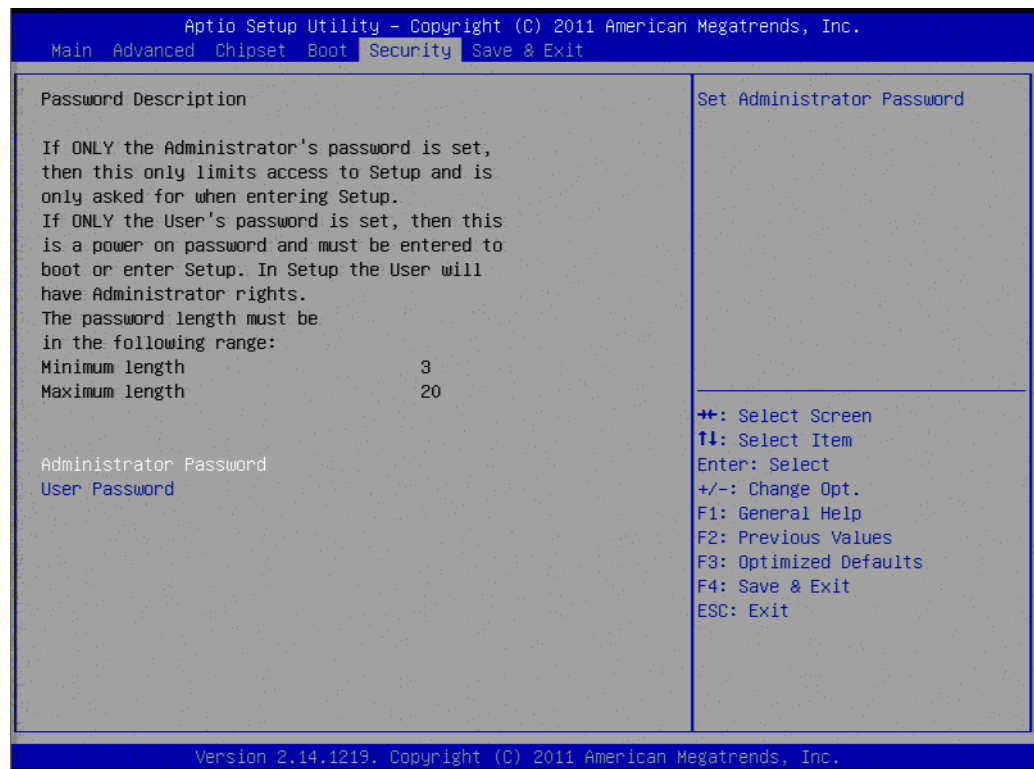 Aptio Setup Utility – Copyright (C) 2011 American Megatrends, Inc.
Main Advanced Chipset Boot Security Save & Exit
Password Description
If ONLY the Administrator's password is set,
then this only limits access to Setup and is
only asked for when entering Setup.
If ONLY the User's password is set, then this
is a power on password and must be entered to
boot or enter Setup. In Setup the User will
have Administrator rights.
The password length must be
in the following range:
Minimum length 3
Maximum length 20
Administrator Password
User Password
Set Administrator Password
→←: Select Screen
↑↓: Select Item
Enter: Select
+/-: Change Opt.
F1: General Help
F2: Previous Values
F3: Optimized Defaults
F4: Save & Exit
ESC: Exit
Version 2.14.1219. Copyright (C) 2011 American Megatrends, Inc.